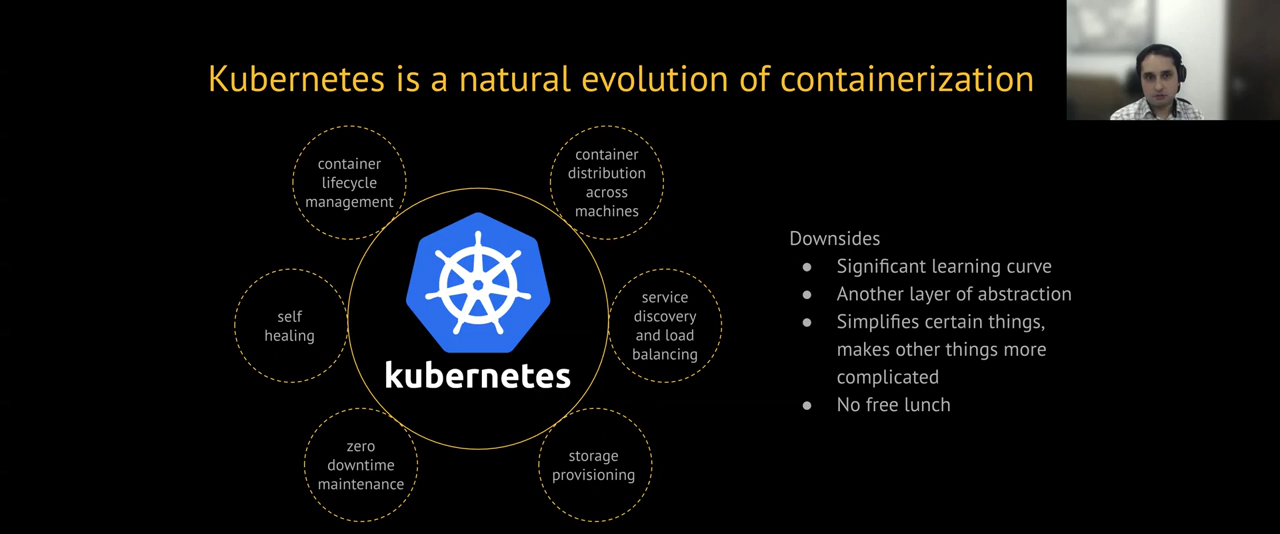 Kubernetes is a natural evolution of containerization
container
lifecycle
management
container
distribution
across
machines
self
healing
kubernetes
service
discovery
and load
balancing
zero
downtime
maintenance
storage
provisioning
Downsides
● Significant learning curve
● Another layer of abstraction
● Simplifies certain things,
makes other things more
complicated
● No free lunch